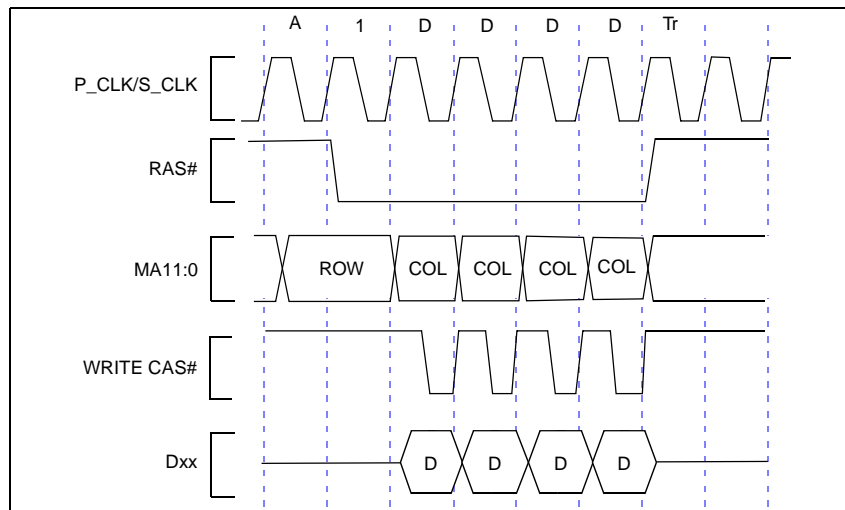 A 1 D D D D Tr
P_CLK/S_CLK
RAS#
MA11:0 ROW COL COL COL COL
WRITE CAS#
Dxx D D D D